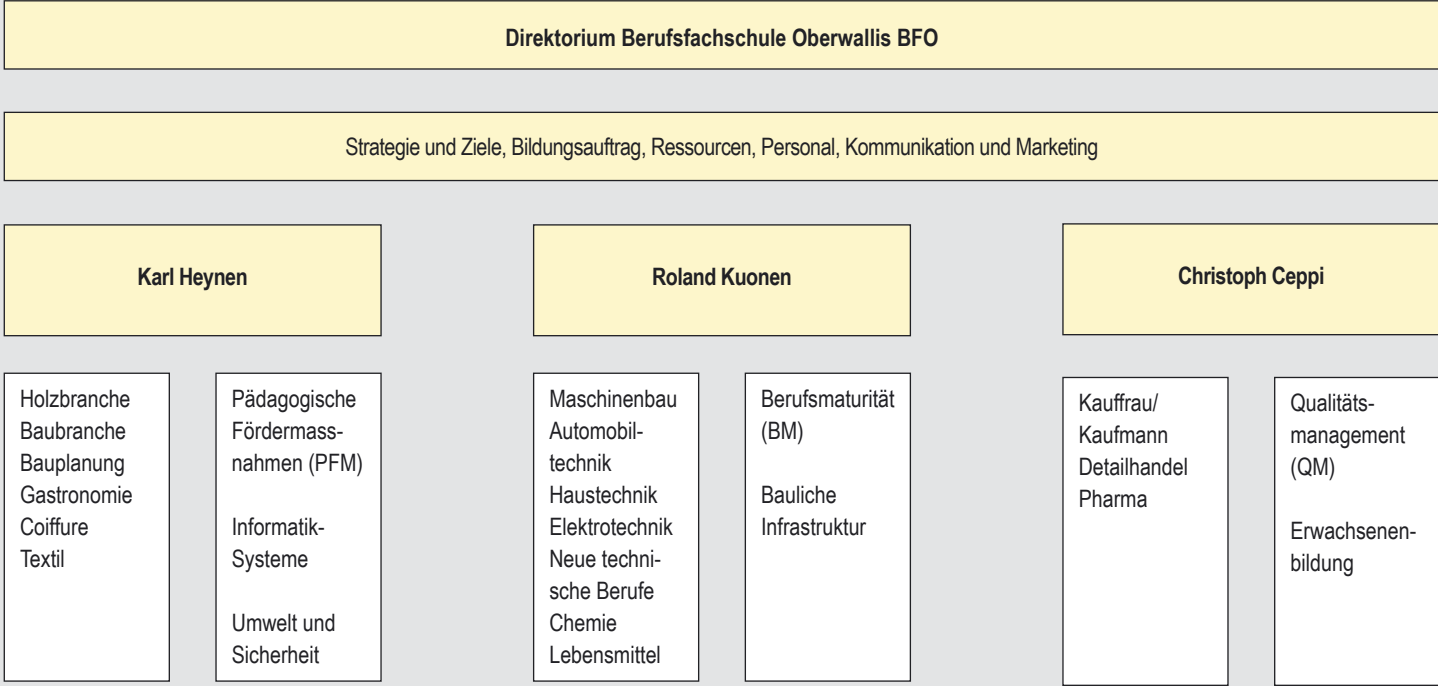 Direktorium Berufsfachschule Oberwallis BFO
Strategie und Ziele, Bildungsauftrag, Ressourcen, Personal, Kommunikation und Marketing
Karl Heynen
Roland Kuonen
Christoph Ceppi
Holzbranche
Baubranche
Bauplanung
Gastronomie
Coiffure
Textil
Pädagogische
Fördermass-
nahmen (PFM)
Informatik-
Systeme
Umwelt und
Sicherheit
Maschinenbau
Automobil-
technik
Haustechnik
Elektrotechnik
Neue techni-
sche Berufe
Chemie
Lebensmittel
Berufsmaturität
(BM)
Bauliche
Infrastruktur
Kauffrau/
Kaufmann
Detailhandel
Pharma
Qualitäts-
management
(QM)
Erwachsenen-
bildung